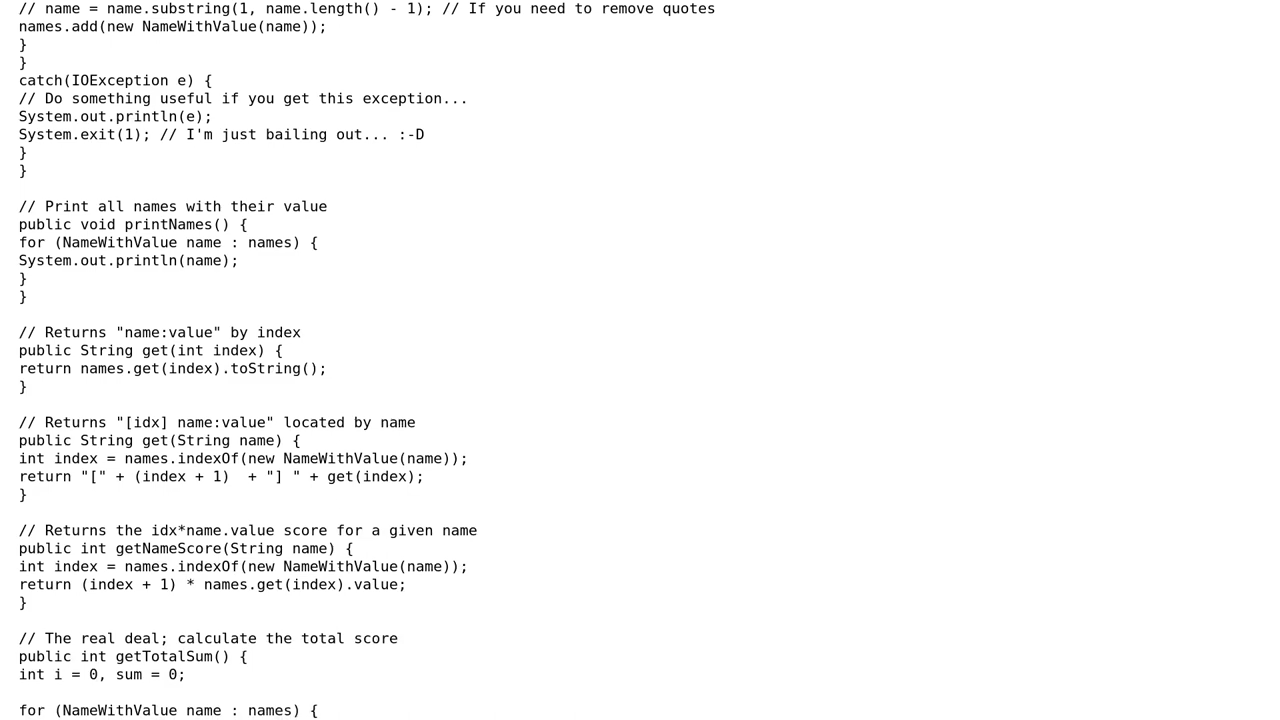 // name = name.substring(1, name.length() - 1); // If you need to remove quotes
names.add(new NameWithValue(name));
}
}
catch(IOException e) {
// Do something useful if you get this exception...
System.out.println(e);
System.exit(1); // I'm just bailing out... :-D
}
}

// Print all names with their value
public void printNames() {
for (NameWithValue name : names) {
System.out.println(name);
}
}

// Returns "name:value" by index
public String get(int index) {
return names.get(index).toString();
}

// Returns "[idx] name:value" located by name
public String get(String name) {
int index = names.indexOf(new NameWithValue(name));
return "[" + (index + 1)  + "] " + get(index);
}

// Returns the idx*name.value score for a given name
public int getNameScore(String name) {
int index = names.indexOf(new NameWithValue(name));
return (index + 1) * names.get(index).value;
}

// The real deal; calculate the total score
public int getTotalSum() {
int i = 0, sum = 0;

for (NameWithValue name : names) {